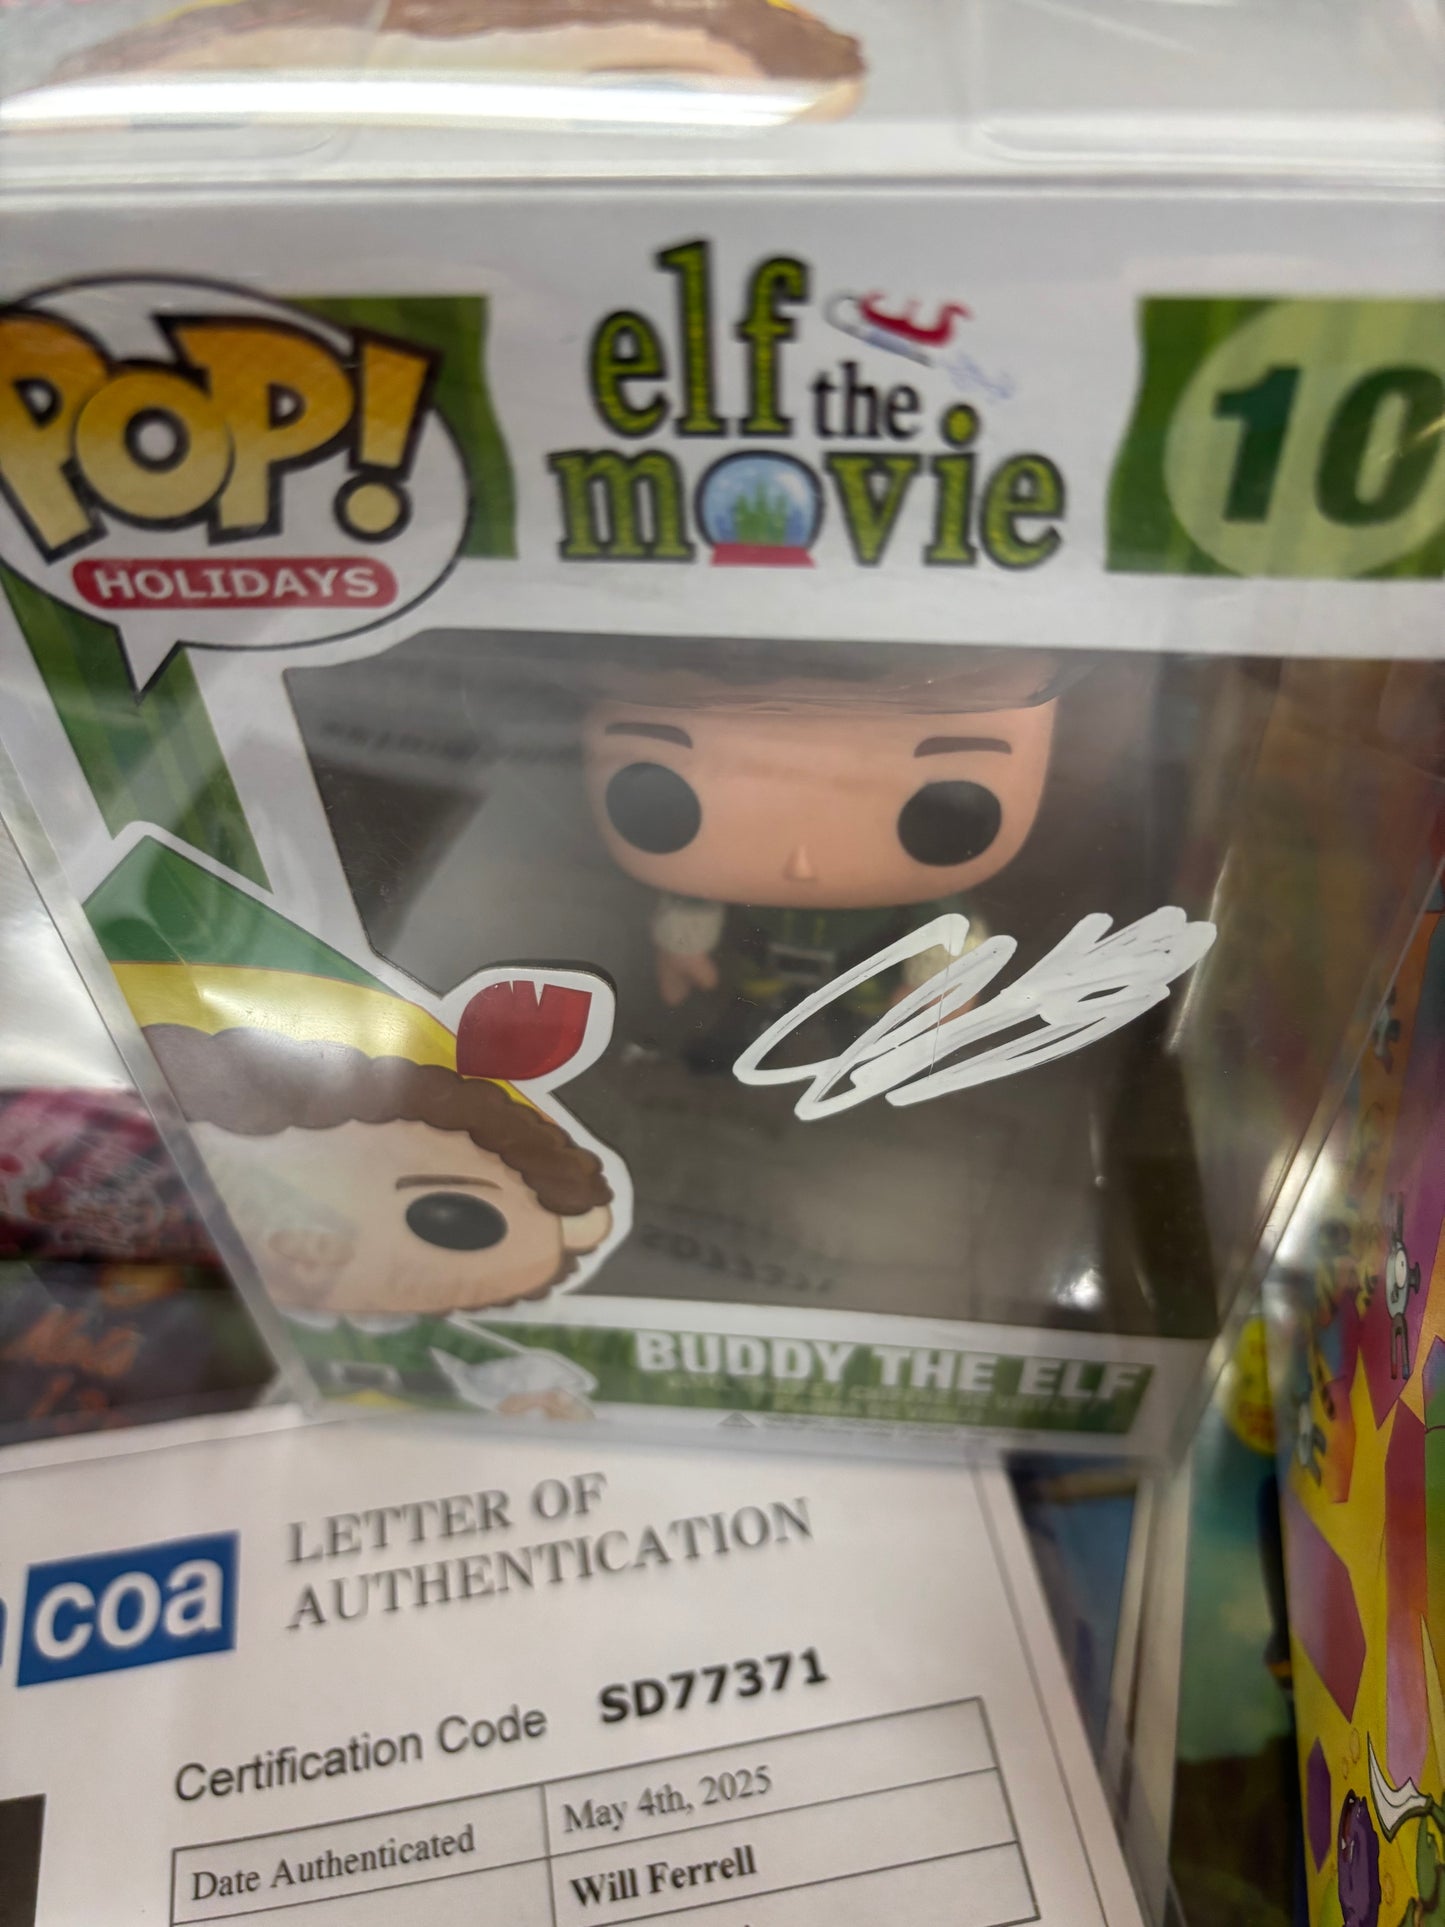 POP!
HOLIDAYS
elf the
movie
10
BUDDY THE ELF
coa
LETTER OF
AUTHENTICATION
Certification Code SD77371
Date Authenticated May 4th, 2025
Will Ferrell